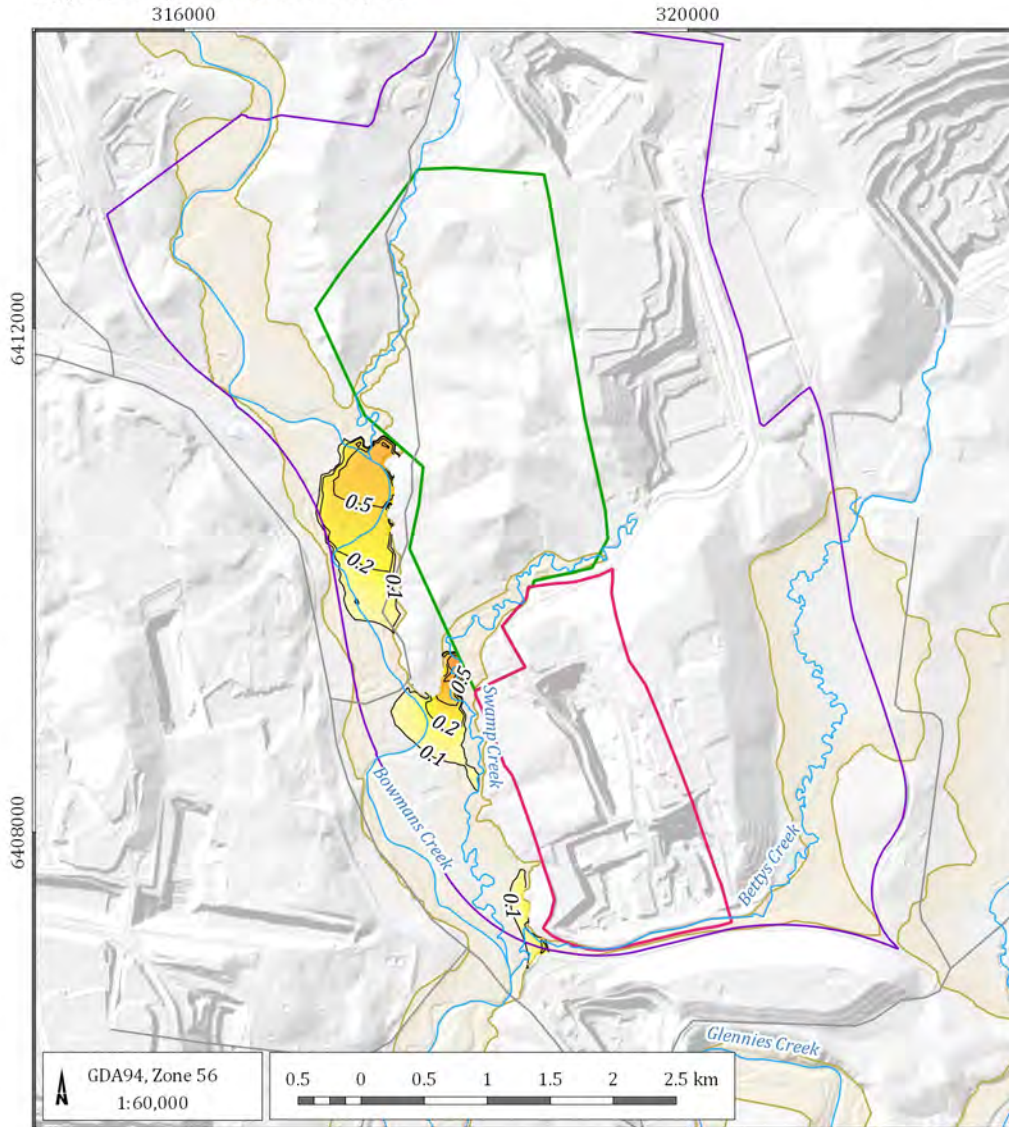 316000
320000
6412000
0.5
0.2
0.1
0.5
0.2
0.1
Swamp Creek
6408000
Bowmans Creek
0.1
Bettys Creek
Glennies Creek
GDA94, Zone 56
1:60,000
0.5 0 0.5 1 1.5 2 2.5 km